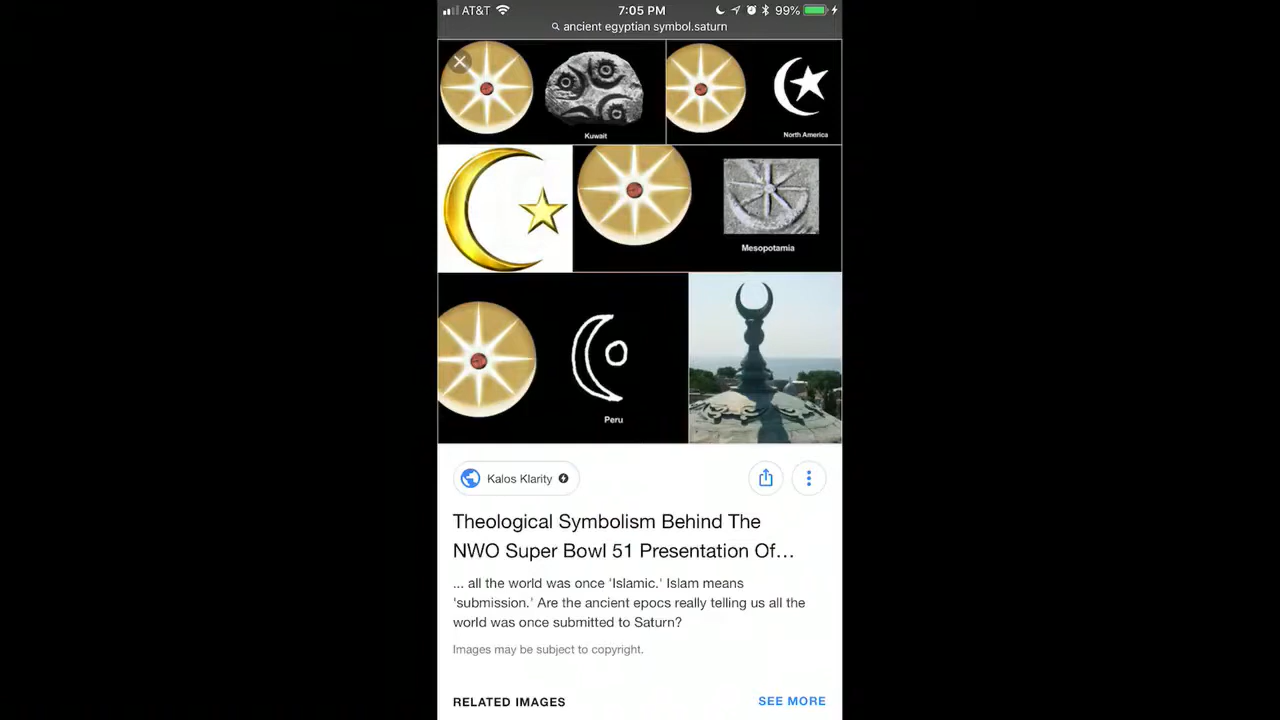 AT&T 7:05 PM 99%
ancient egyptian symbol.saturn
Kuwait
North America
Mesopotamia
Peru
Kalos Klarity
Theological Symbolism Behind The
NWO Super Bowl 51 Presentation Of...
... all the world was once 'Islamic.' Islam means
'submission.' Are the ancient epocs really telling us all the
world was once submitted to Saturn?
Images may be subject to copyright.
RELATED IMAGES SEE MORE